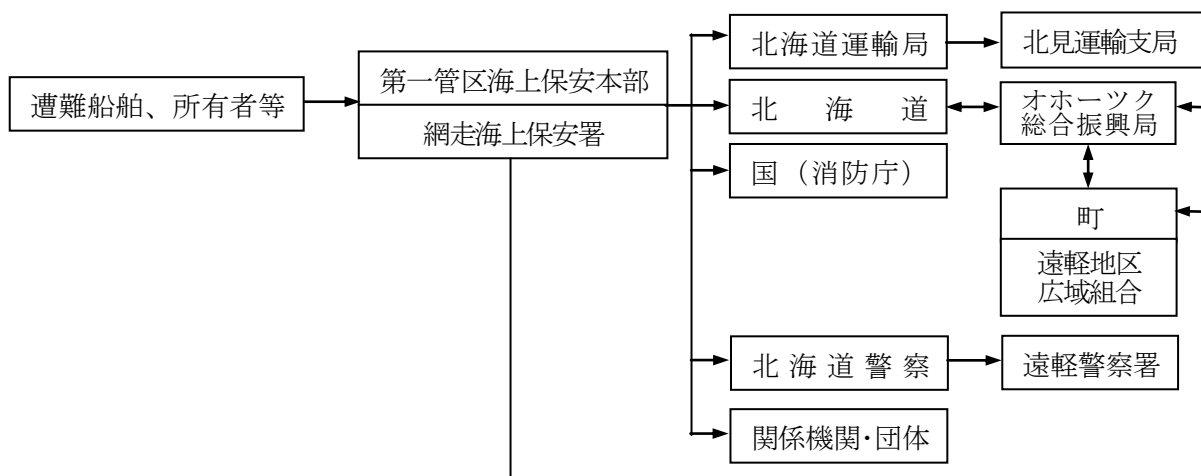 遭難船舶、所有者等
第一管区海上保安本部
網走海上保安署
北海道運輸局
北見運輸支局
北海道
オホーツク
総合振興局
国（消防庁）
町
遠軽地区
広域組合
北海道警察
遠軽警察署
関係機関・団体